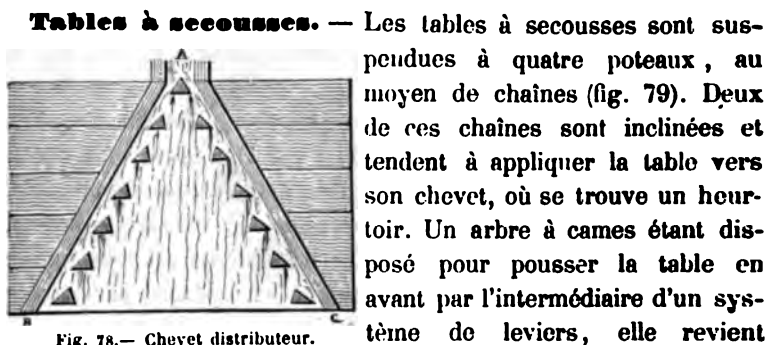 Tables à secousses. — Les tables à secousses sont sus-
pendues à quatre poteaux, au
moyen de chaînes (fig. 79). Deux
de ces chaînes sont inclinées et
tendent à appliquer la table vers
son chevet, où se trouve un heur-
toir. Un arbre à cames étant dis-
posé pour pousser la table en
avant par l'intermédiaire d'un sys-
tème de leviers, elle revient
A
B
C
Fig. 78.— Chevet distributeur.